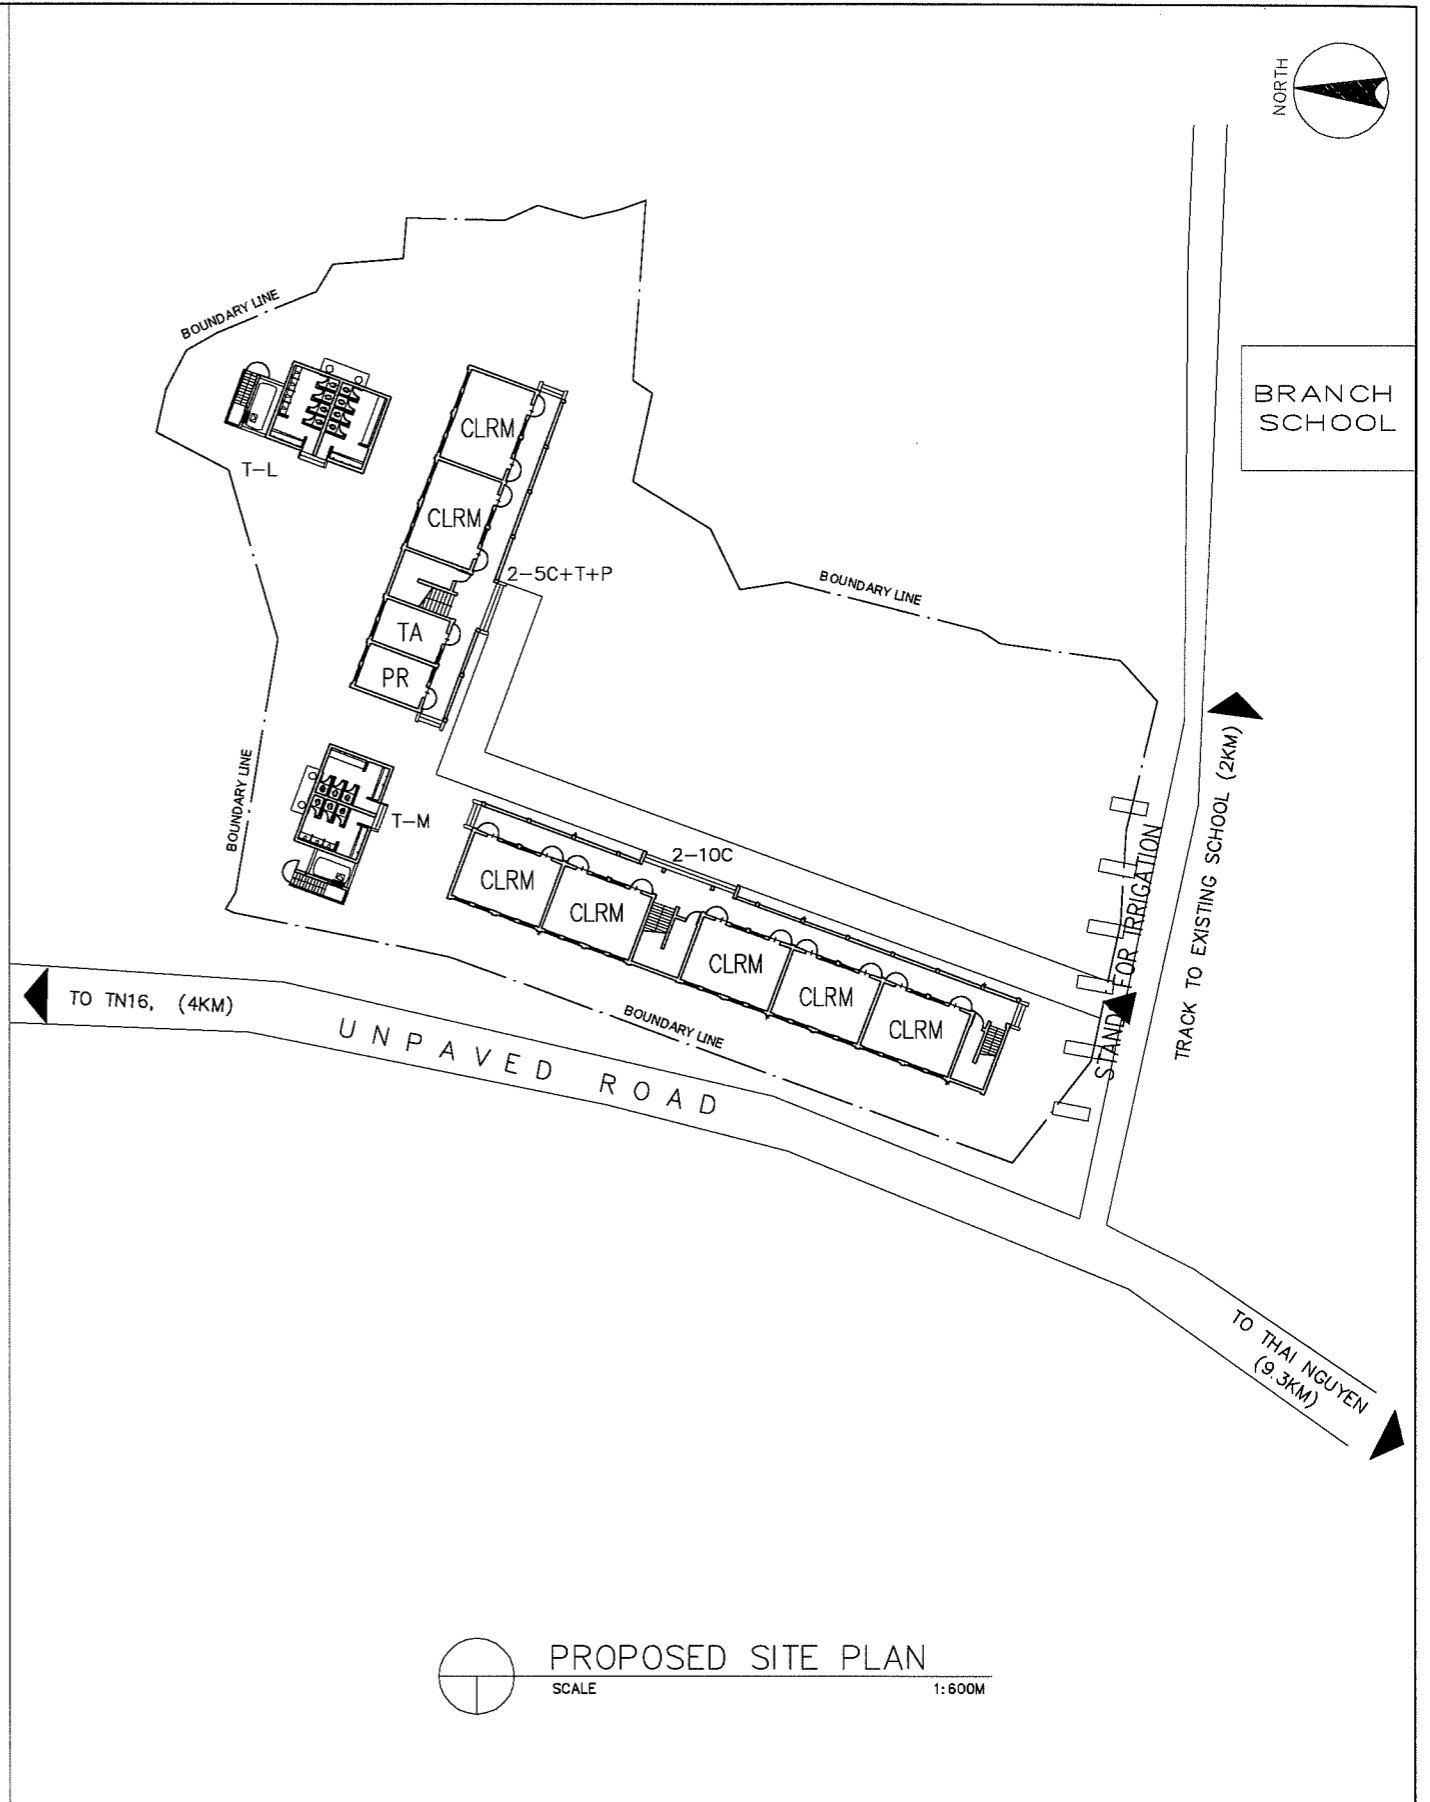 NORTH
BOUNDARY LINE
BRANCH
SCHOOL
CLRM
T-L
CLRM
2-5C+T+P
BOUNDARY LINE
TA
PR
BOUNDARY LINE
T-M
2-10C
CLRM
CLRM
CLRM
CLRM
CLRM
STAND FOR IRRIGATION
TRACK TO EXISTING SCHOOL (2KM)
TO TN16, (4KM)
BOUNDARY LINE
UNPAVED ROAD
TO THAI NGUYEN
(9.3KM)
PROPOSED SITE PLAN
SCALE 1:600M